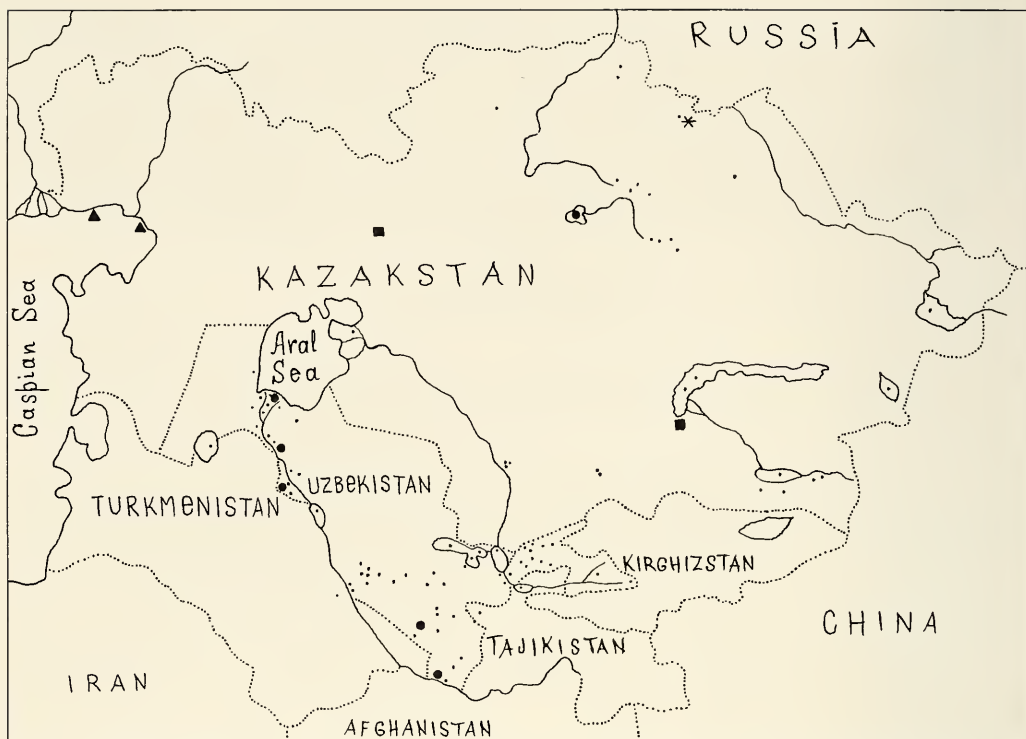 RUSSIA
KAZAKSTAN
Caspian Sea
Aral
Sea
UZBEKISTAN
TURKMENISTAN
KIRGHIZSTAN
CHINA
TAJIKISTAN
IRAN
AFGHANISTAN